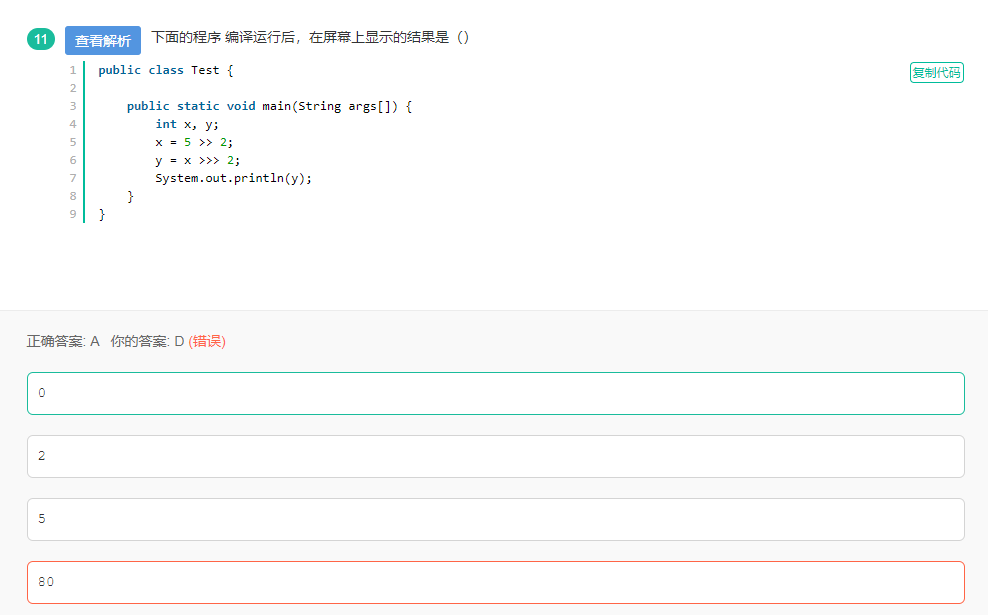 11 查看解析 下面的程序 编译运行后，在屏幕上显示的结果是（）
复制代码
1 public class Test {
2
3     public static void main(String args[]) {
4         int x, y;
5         x = 5 >> 2;
6         y = x >>> 2;
7         System.out.println(y);
8     }
9 }
正确答案: A 你的答案: D (错误)
0
2
5
80